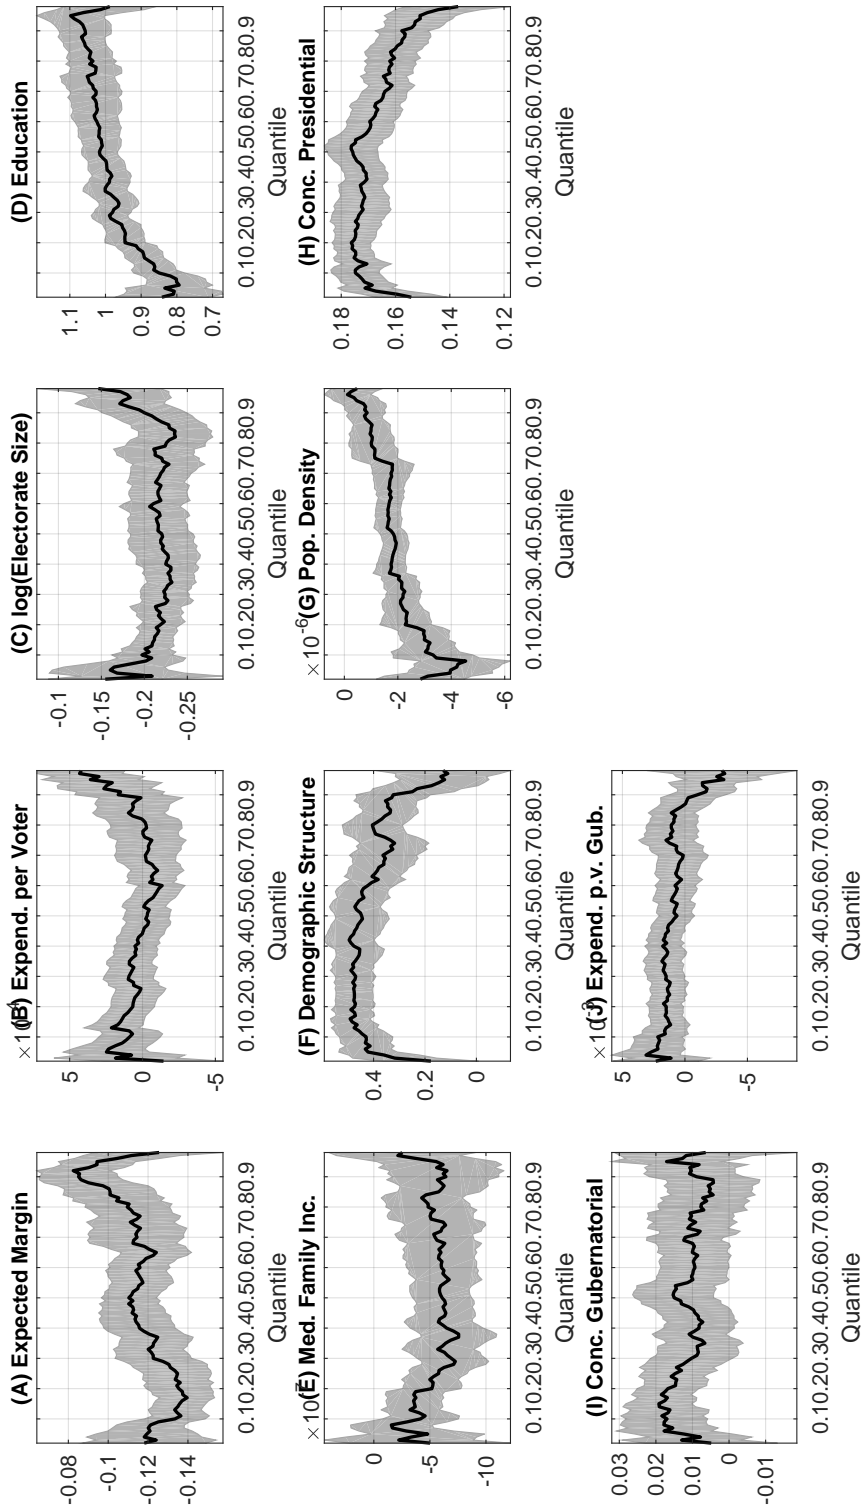 (A) Expected Margin
-0.08
-0.1
-0.12
-0.14
0.10.20.30.40.50.60.70.80.9
Quantile
×10
(B) Expend. per Voter
5
0
-5
0.10.20.30.40.50.60.70.80.9
Quantile
(C) log(Electorate Size)
-0.1
-0.15
-0.2
-0.25
0.10.20.30.40.50.60.70.80.9
Quantile
(D) Education
1.1
1
0.9
0.8
0.7
0.10.20.30.40.50.60.70.80.9
Quantile
×10
(E) Med. Family Inc.
0
-5
-10
0.10.20.30.40.50.60.70.80.9
Quantile
(F) Demographic Structure
0.4
0.2
0
0.10.20.30.40.50.60.70.80.9
Quantile
×10-6
(G) Pop. Density
0
-2
-4
-6
0.10.20.30.40.50.60.70.80.9
Quantile
(H) Conc. Presidential
0.18
0.16
0.14
0.12
0.10.20.30.40.50.60.70.80.9
Quantile
(I) Conc. Gubernatorial
0.03
0.02
0.01
0
-0.01
0.10.20.30.40.50.60.70.80.9
Quantile
×10
(J) Expend. p.v. Gub.
5
0
-5
0.10.20.30.40.50.60.70.80.9
Quantile